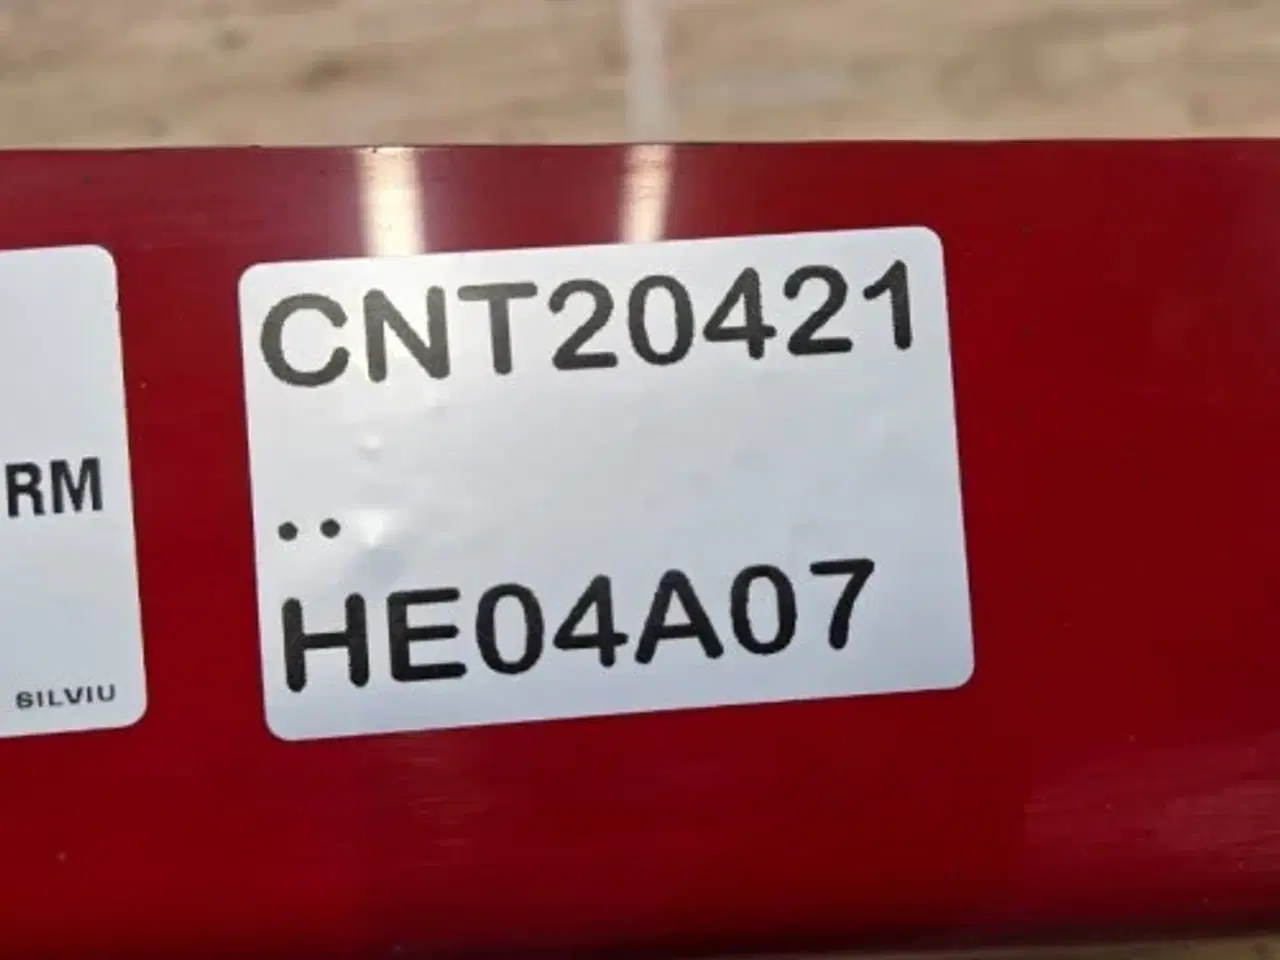 RM
SILVIU
CNT20421
..
HE04A07